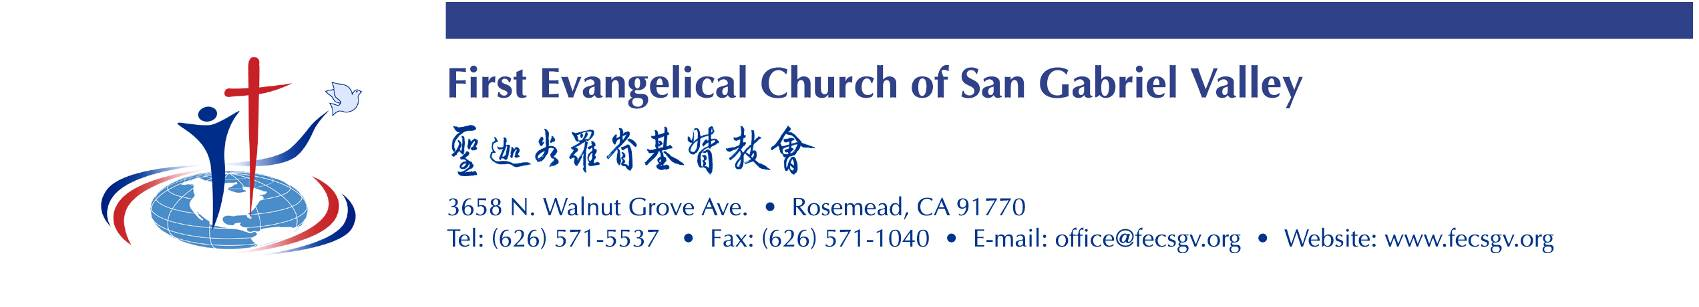 First Evangelical Church of San Gabriel Valley
聖迦谷羅省基督教會
3658 N. Walnut Grove Ave. • Rosemead, CA 91770
Tel: (626) 571-5537 • Fax: (626) 571-1040 • E-mail: office@fecsgv.org • Website: www.fecsgv.org